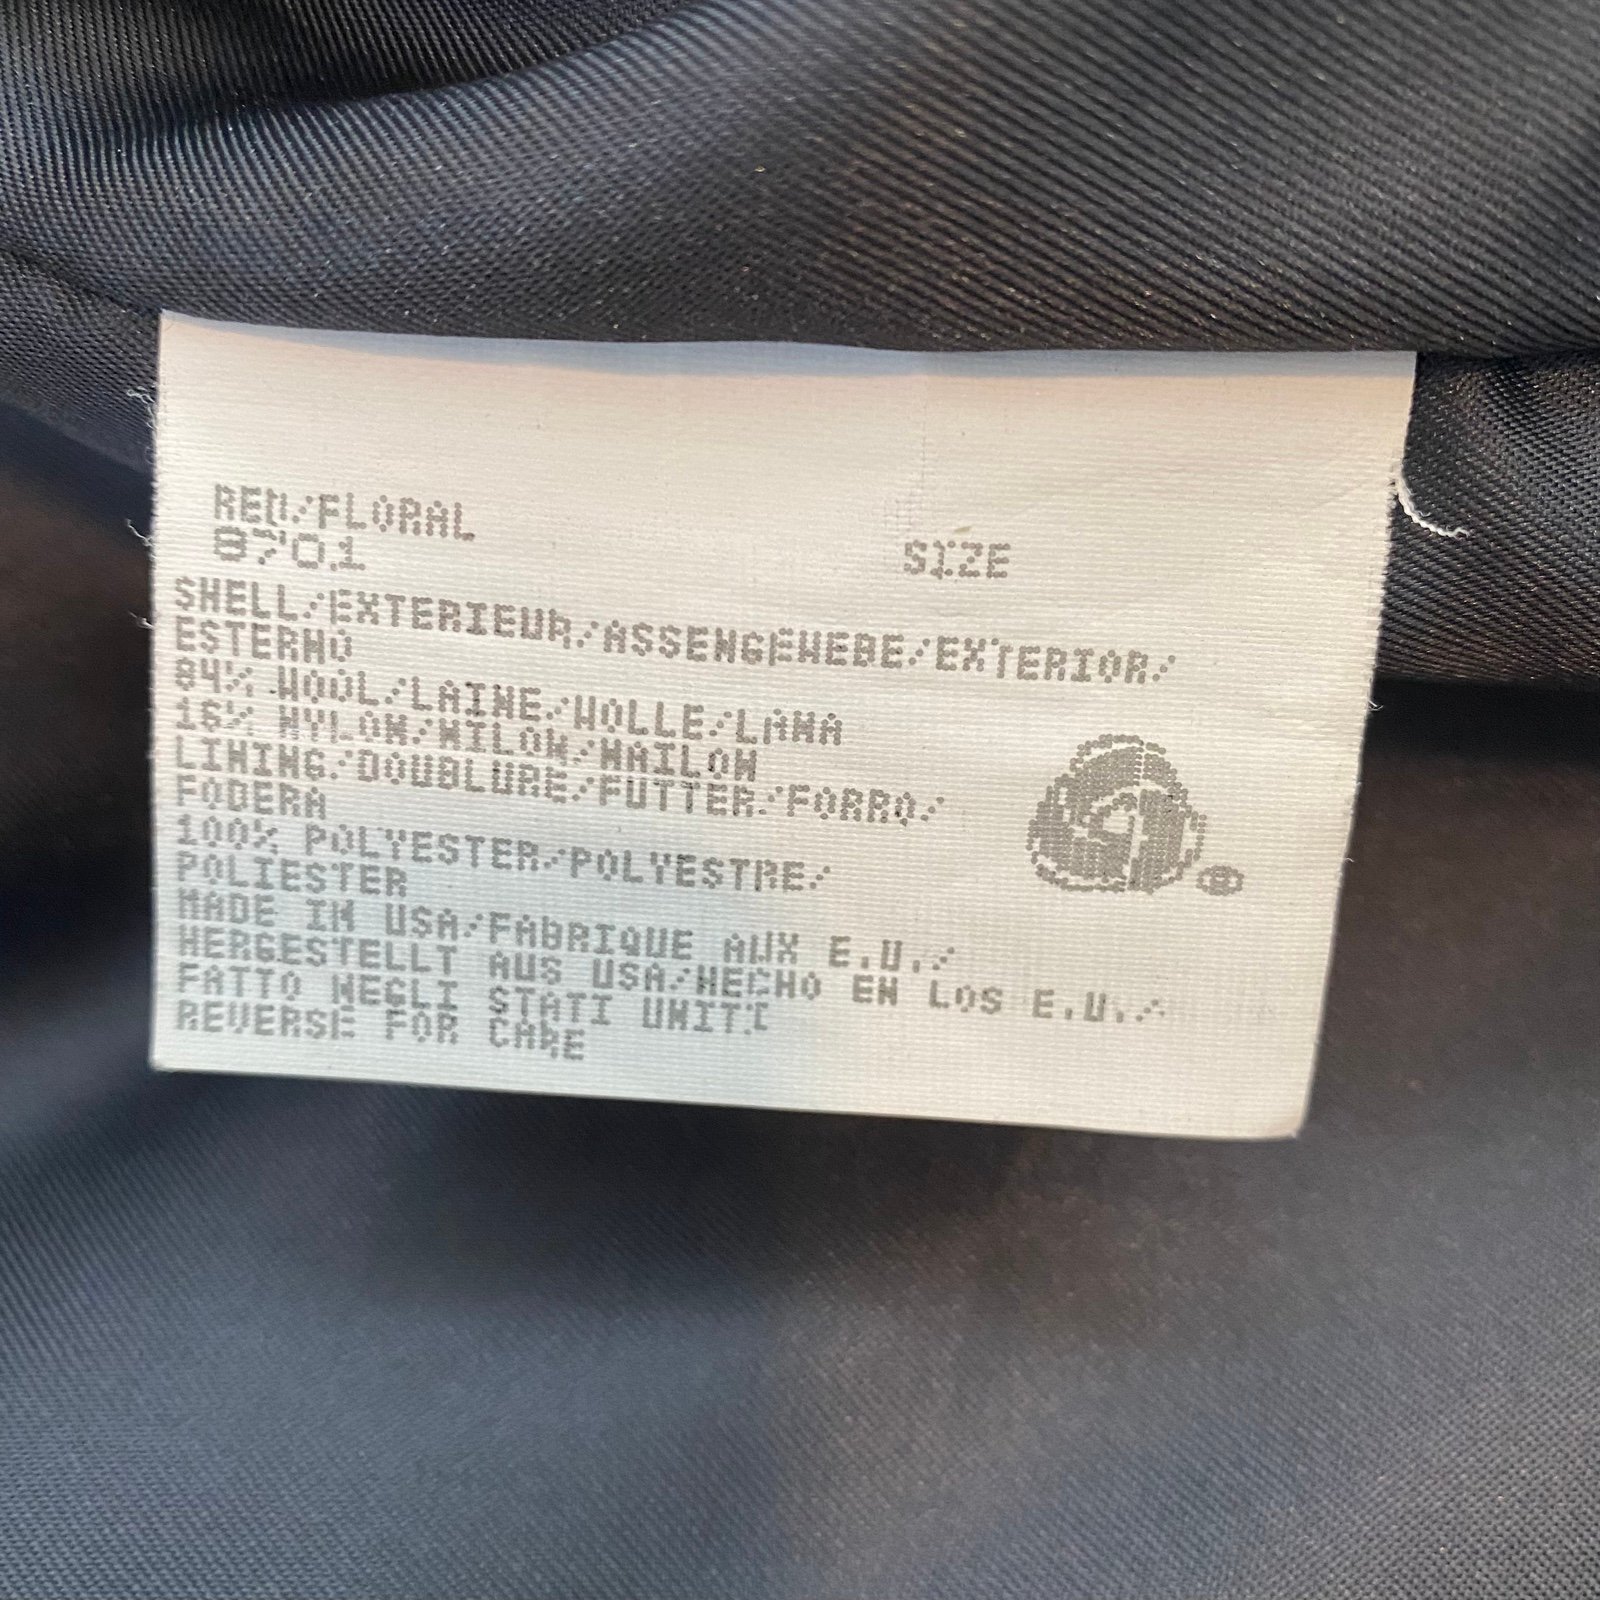 RED/FLORAL
8701
SIZE
SHELL/EXTERIEUR/ASSENGEWEBE/EXTERIOR/
ESTERNO
84% WOOL/LAINE/WOLLE/LANA
16% NYLON/NILON/NAILON
LINING/DOUBLURE/FUTTER/FORRO/
FODERA
100% POLYESTER/POLYESTRE/
POLIESTER
MADE IN USA/FABRIQUE AUX E.U./
HERGESTELLT AUS USA/HECHO EN LOS E.U./
FATTO NEGLI STATI UNITI
REVERSE FOR CARE